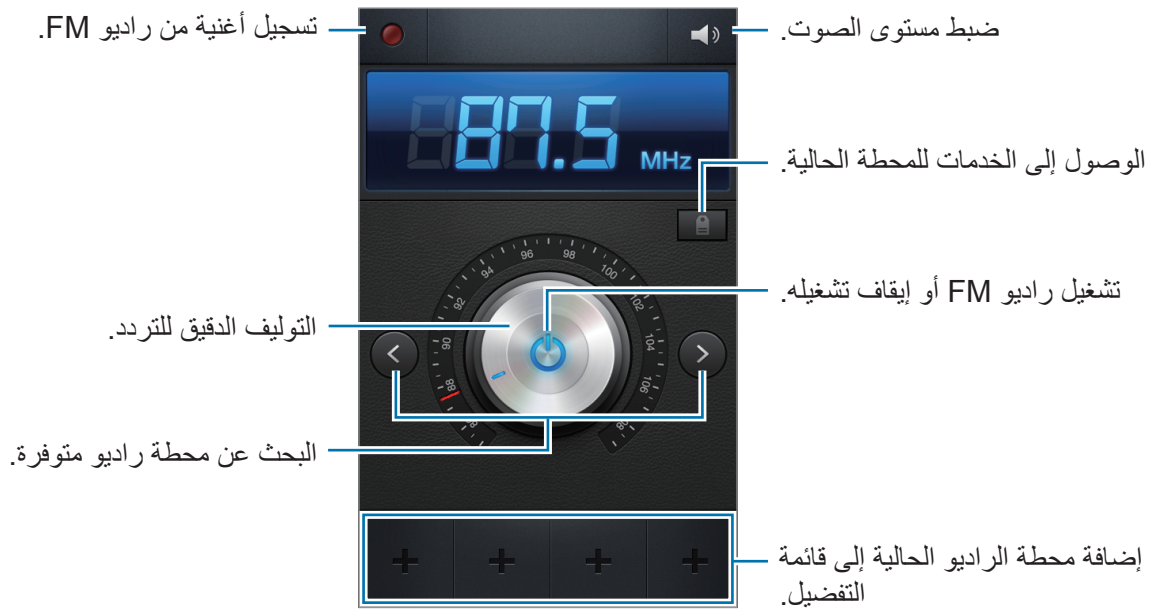 تسجيل أغنية من راديو FM.
ضبط مستوى الصوت.
87.5 MHz
الوصول إلى الخدمات للمحطة الحالية.
تشغيل راديو FM أو إيقاف تشغيله.
التوليف الدقيق للتردد.
88 90 92 94 96 98 100 102 104 106
البحث عن محطة راديو متوفرة.
إضافة محطة الراديو الحالية إلى قائمة
التفضيل.